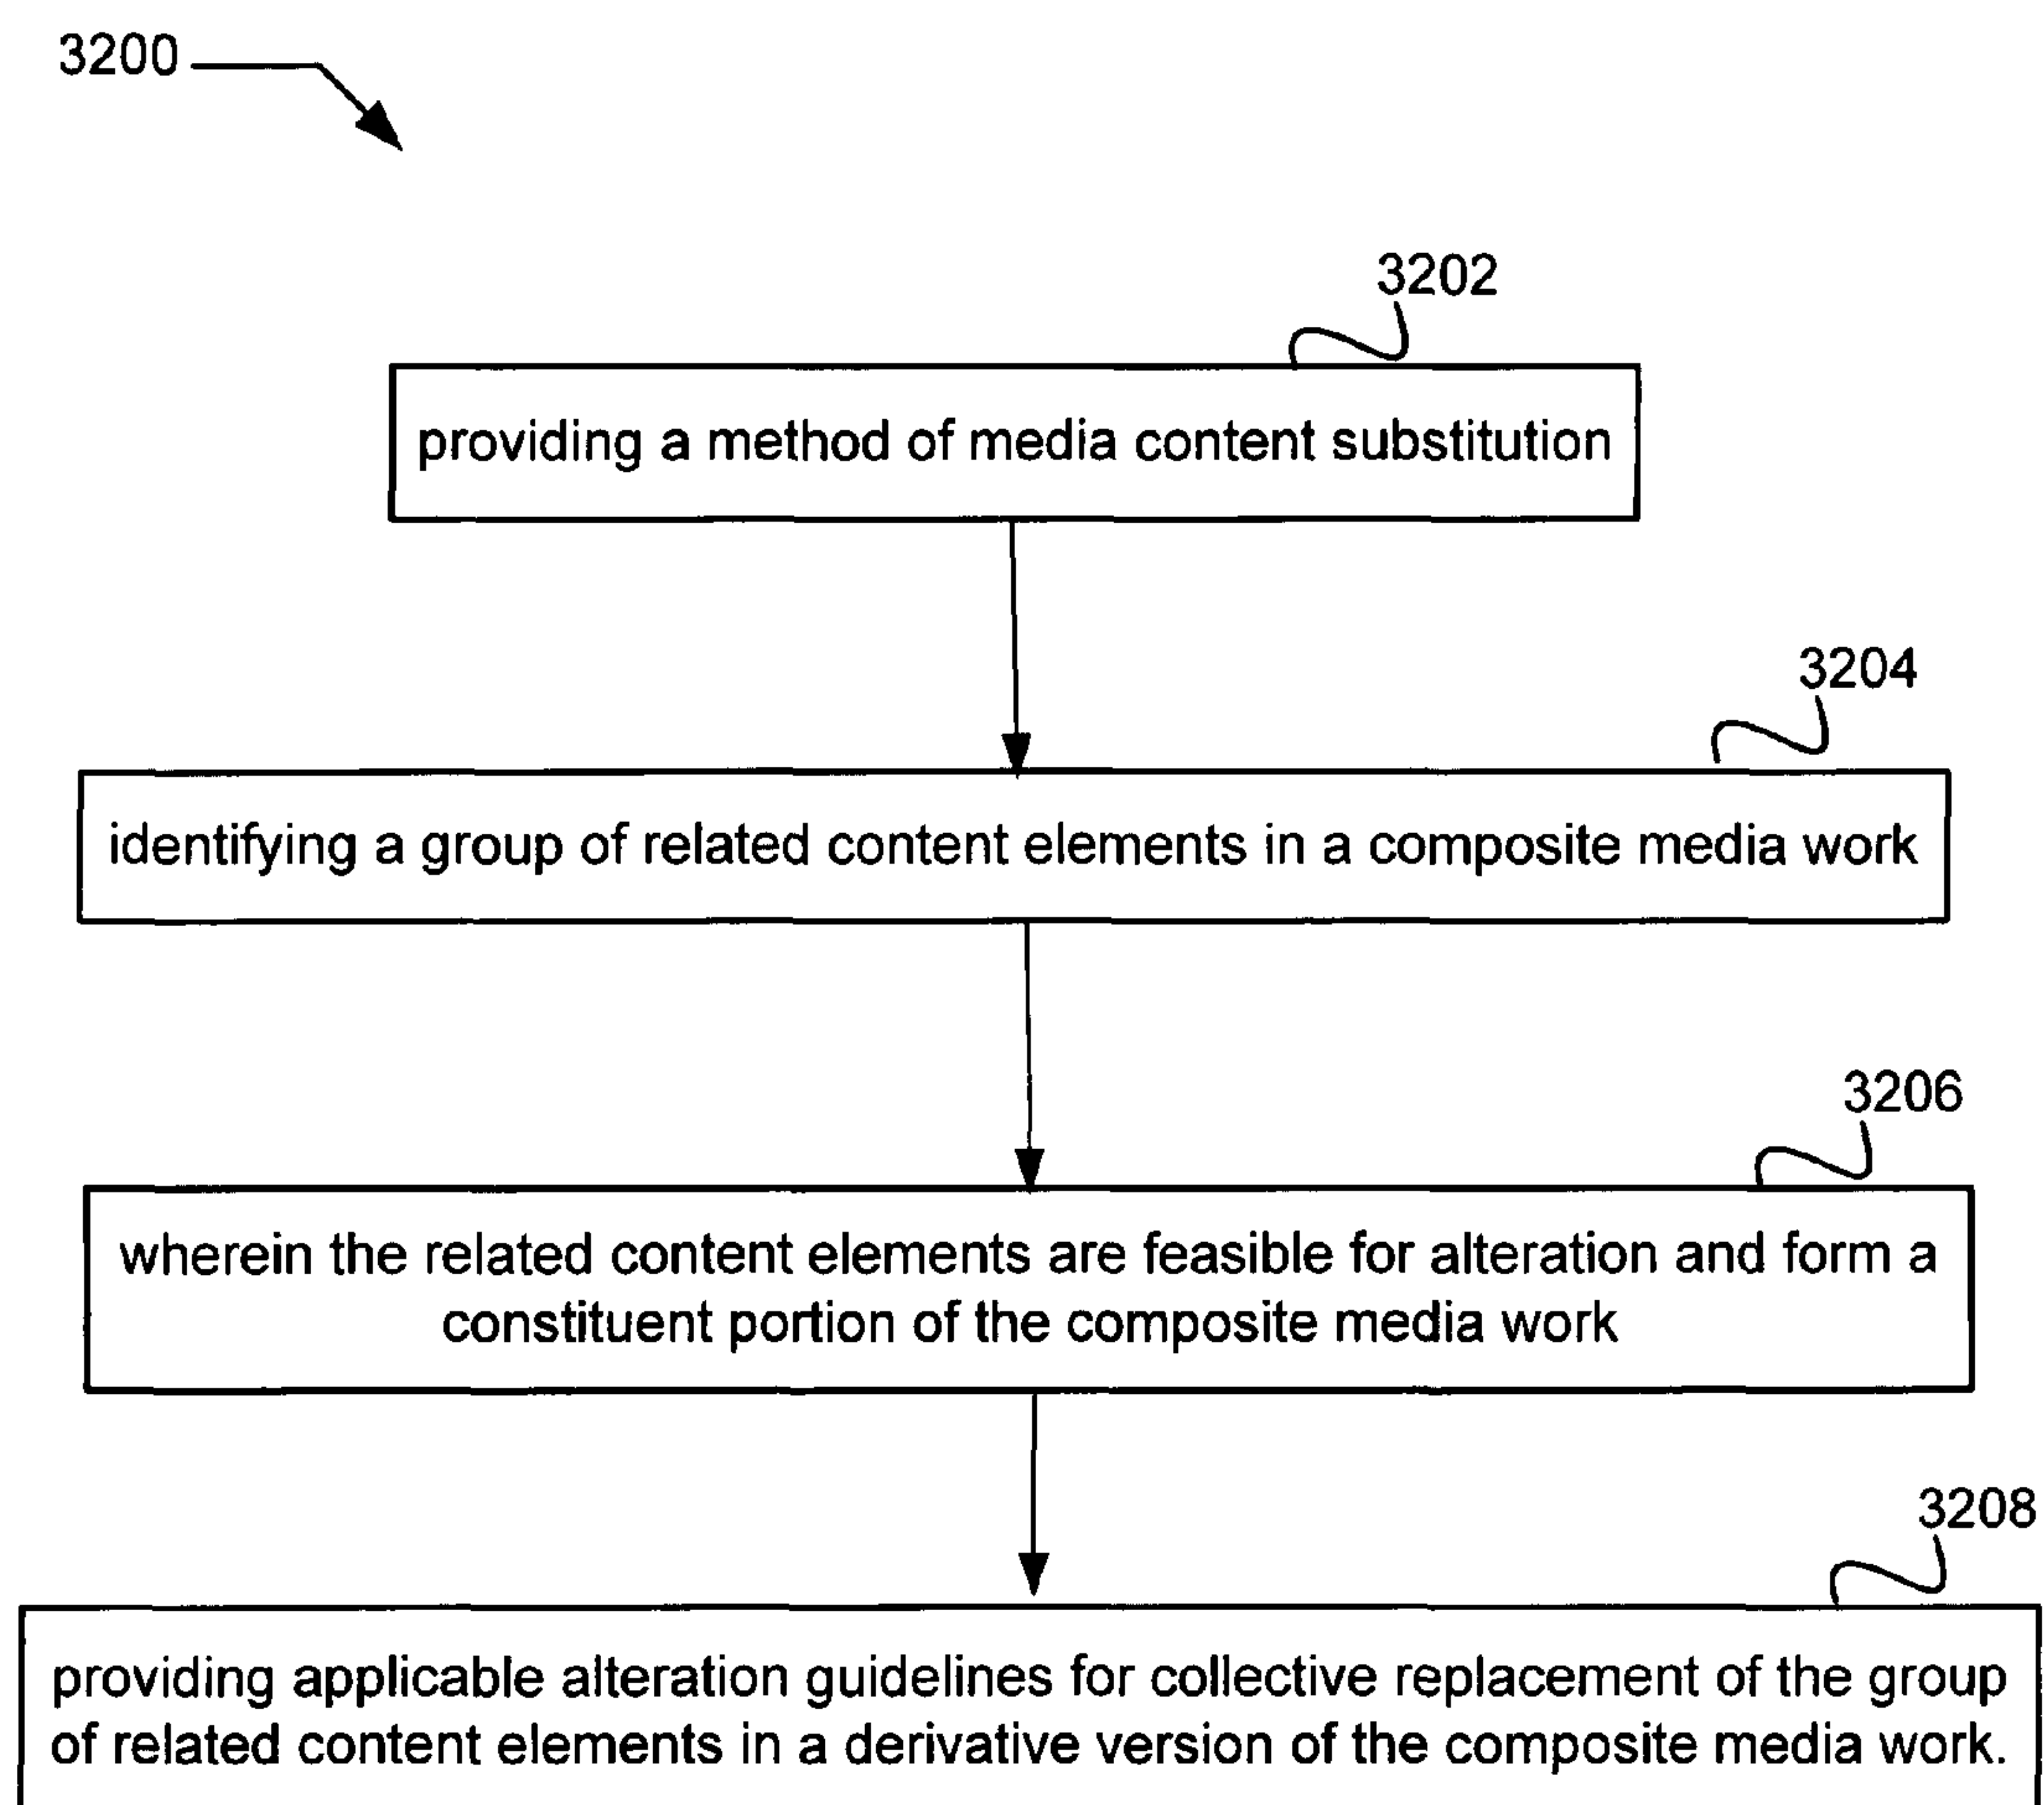 3200
3202
providing a method of media content substitution
3204
identifying a group of related content elements in a composite media work
3206
wherein the related content elements are feasible for alteration and form a
constituent portion of the composite media work
3208
providing applicable alteration guidelines for collective replacement of the group
of related content elements in a derivative version of the composite media work.